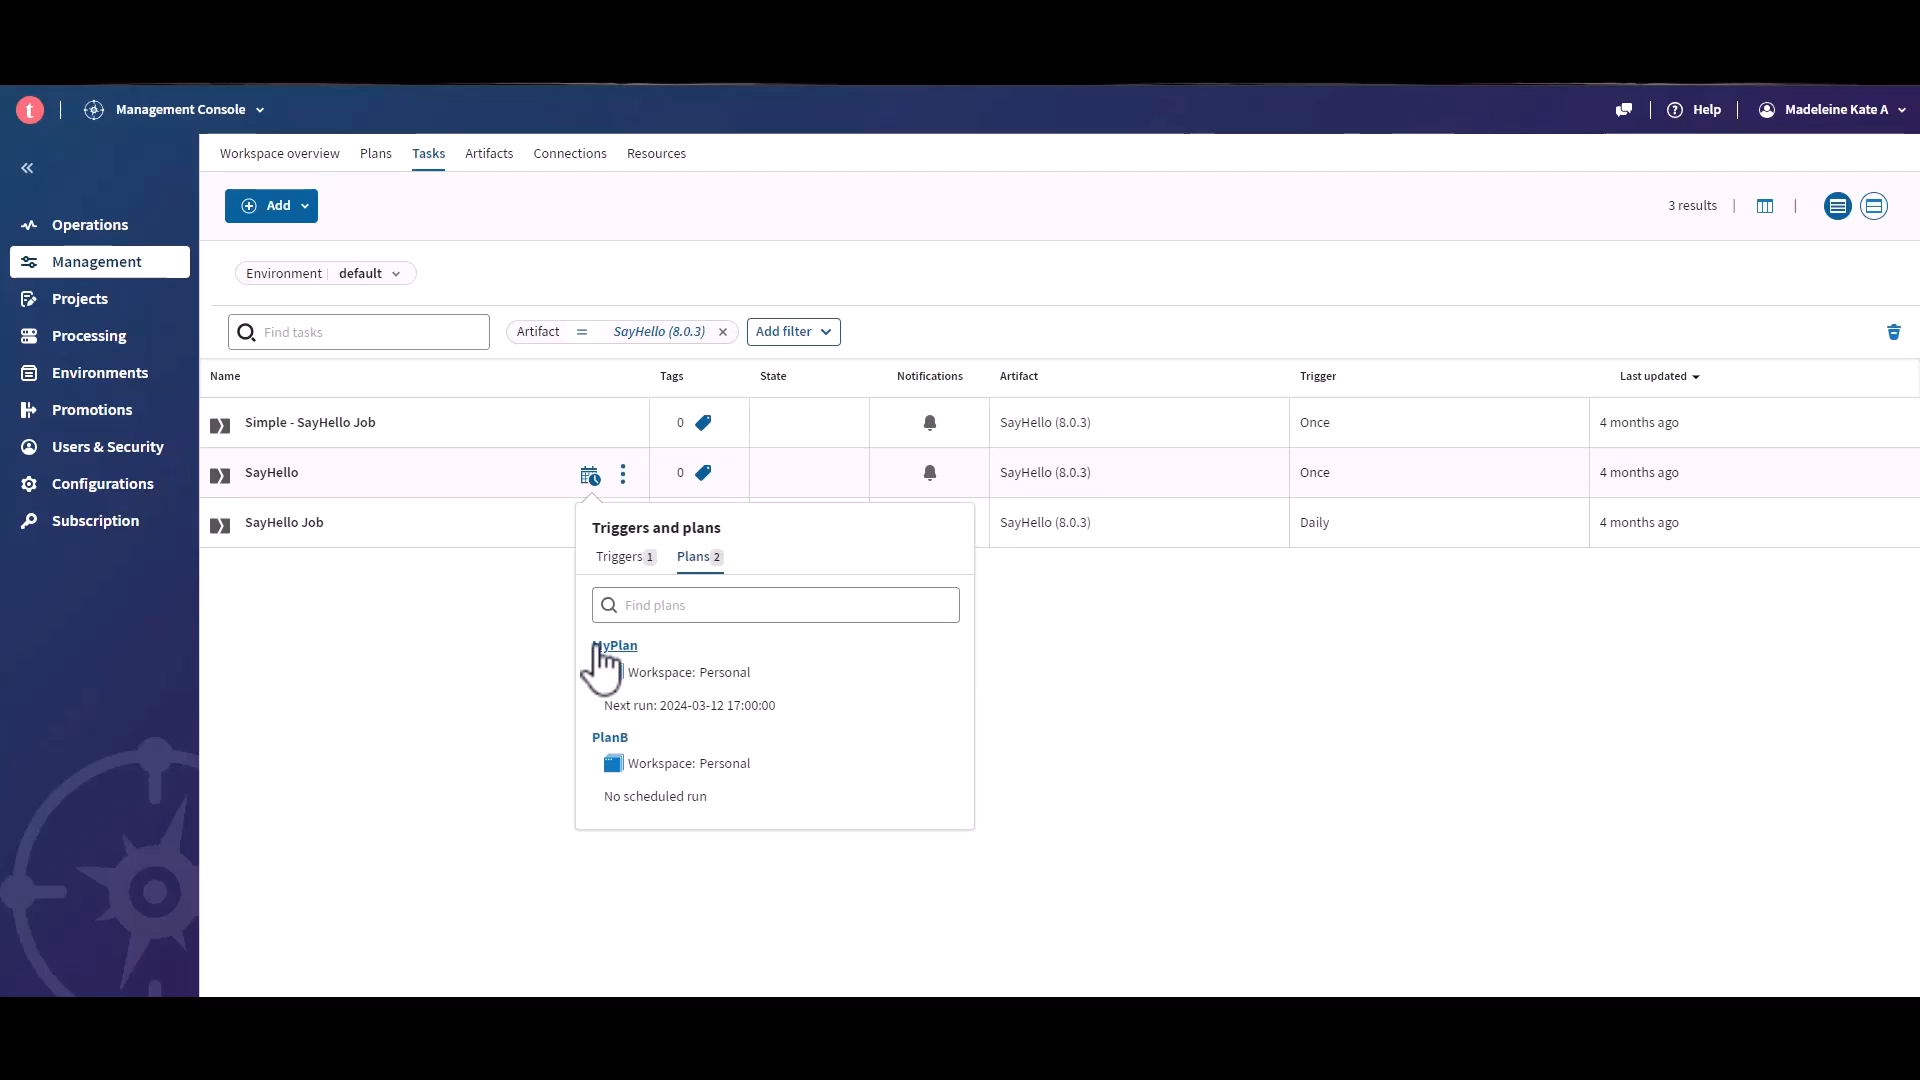 t | Management Console
Help | Madeleine Kate A
Workspace overview Plans Tasks Artifacts Connections Resources
Operations
Management
Projects
Processing
Environments
Promotions
Users & Security
Configurations
Subscription
Add
3 results
Environment default
Find tasks
Artifact = SayHello (8.0.3)
Add filter
Name Tags State Notifications Artifact Trigger Last updated
Simple - SayHello Job 0 SayHello (8.0.3) Once 4 months ago
SayHello 0 SayHello (8.0.3) Once 4 months ago
SayHello Job SayHello (8.0.3) Daily 4 months ago
Triggers and plans
Triggers 1 Plans 2
Find plans
MyPlan
Workspace: Personal
Next run: 2024-03-12 17:00:00
PlanB
Workspace: Personal
No scheduled run